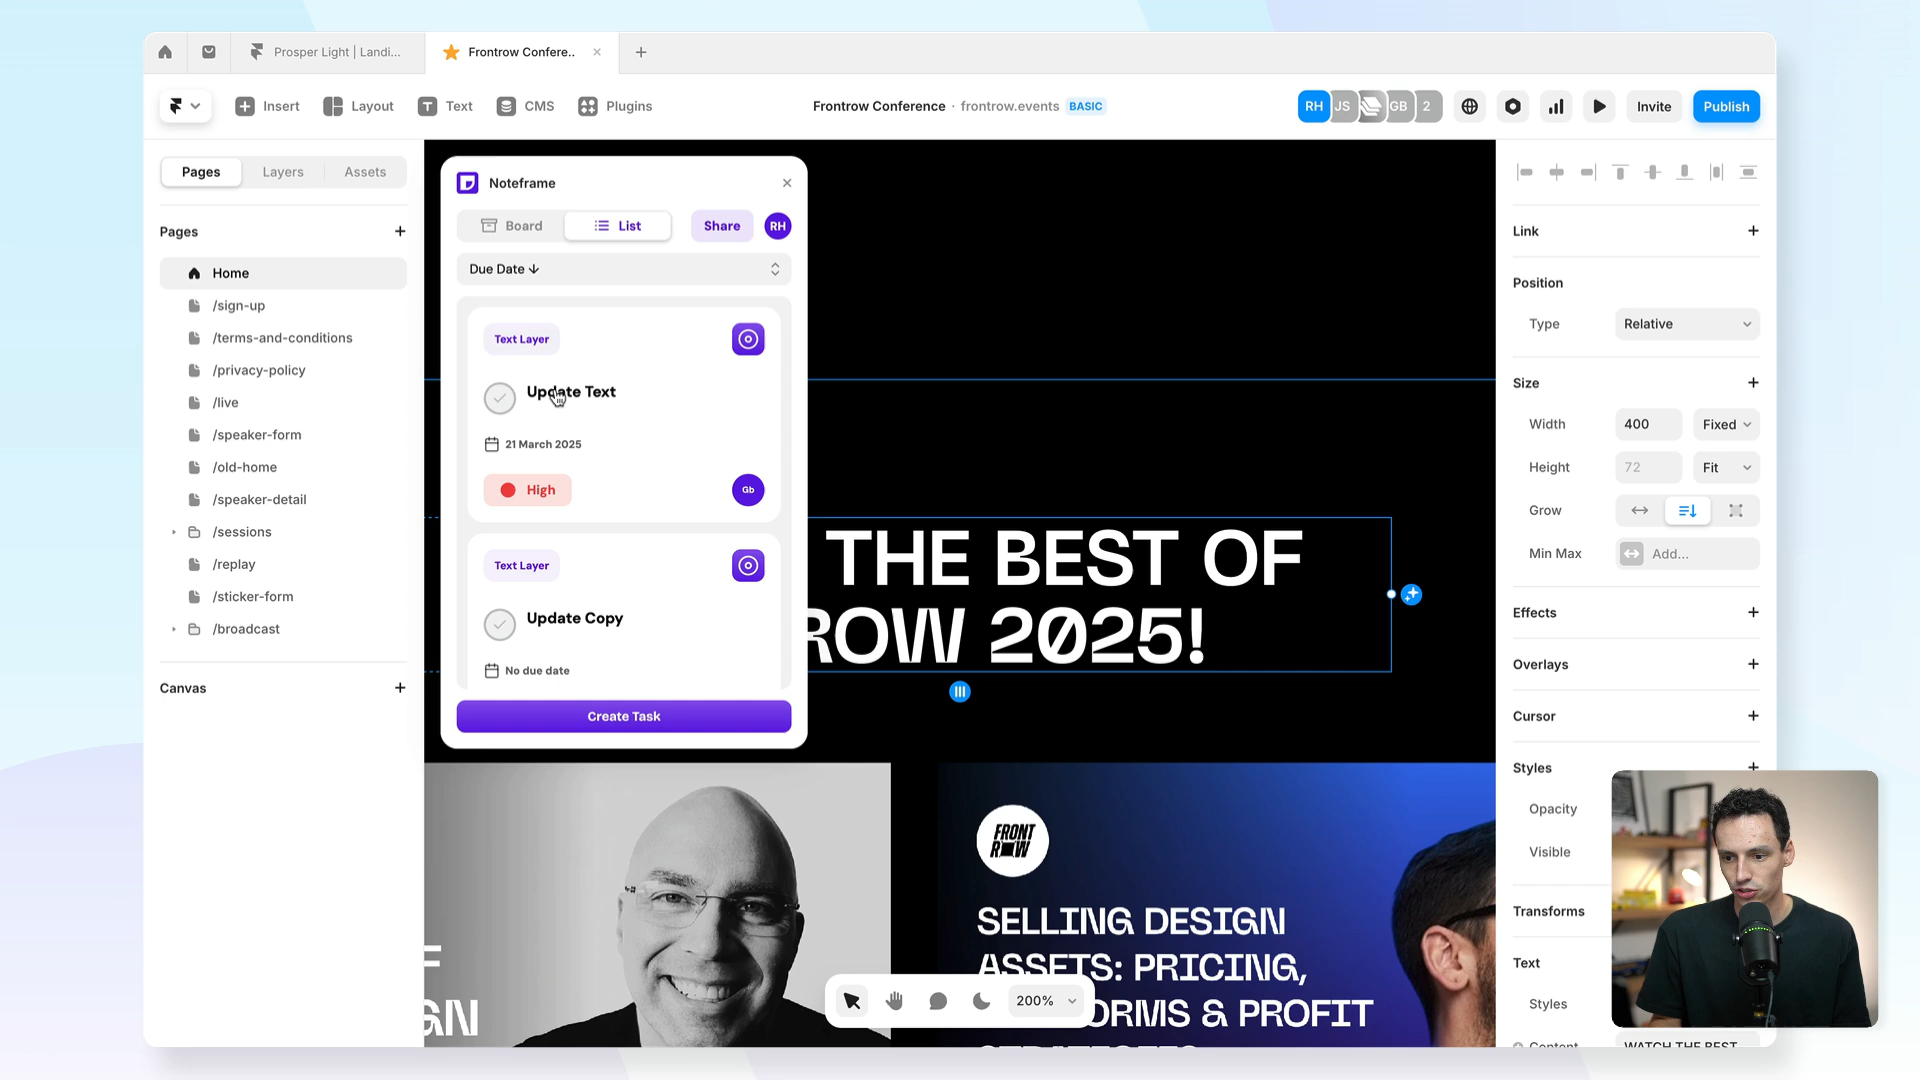 Prosper Light | Landi...
Frontrow Confere..
Insert
Layout
Text
CMS
Plugins
Frontrow Conference · frontrow.events BASIC
RH
JS
GB
2
Invite
Publish
Pages
Layers
Assets
Pages
Home
/sign-up
/terms-and-conditions
/privacy-policy
/live
/speaker-form
/old-home
/speaker-detail
/sessions
/replay
/sticker-form
/broadcast
Canvas
Noteframe
Board
List
Share
RH
Due Date ↓
Text Layer
Update Text
21 March 2025
High
Gb
Text Layer
Update Copy
No due date
Create Task
THE BEST OF
ROW 2025!
FRONT
ROW
SELLING DESIGN
ASSETS: PRICING,
ORMS & PROFIT
200%
Link
Position
Type
Relative
Size
Width
400
Fixed
Height
72
Fit
Grow
Min Max
Add...
Effects
Overlays
Cursor
Styles
Opacity
Visible
Transforms
Text
Styles
Content
WATCH THE BEST